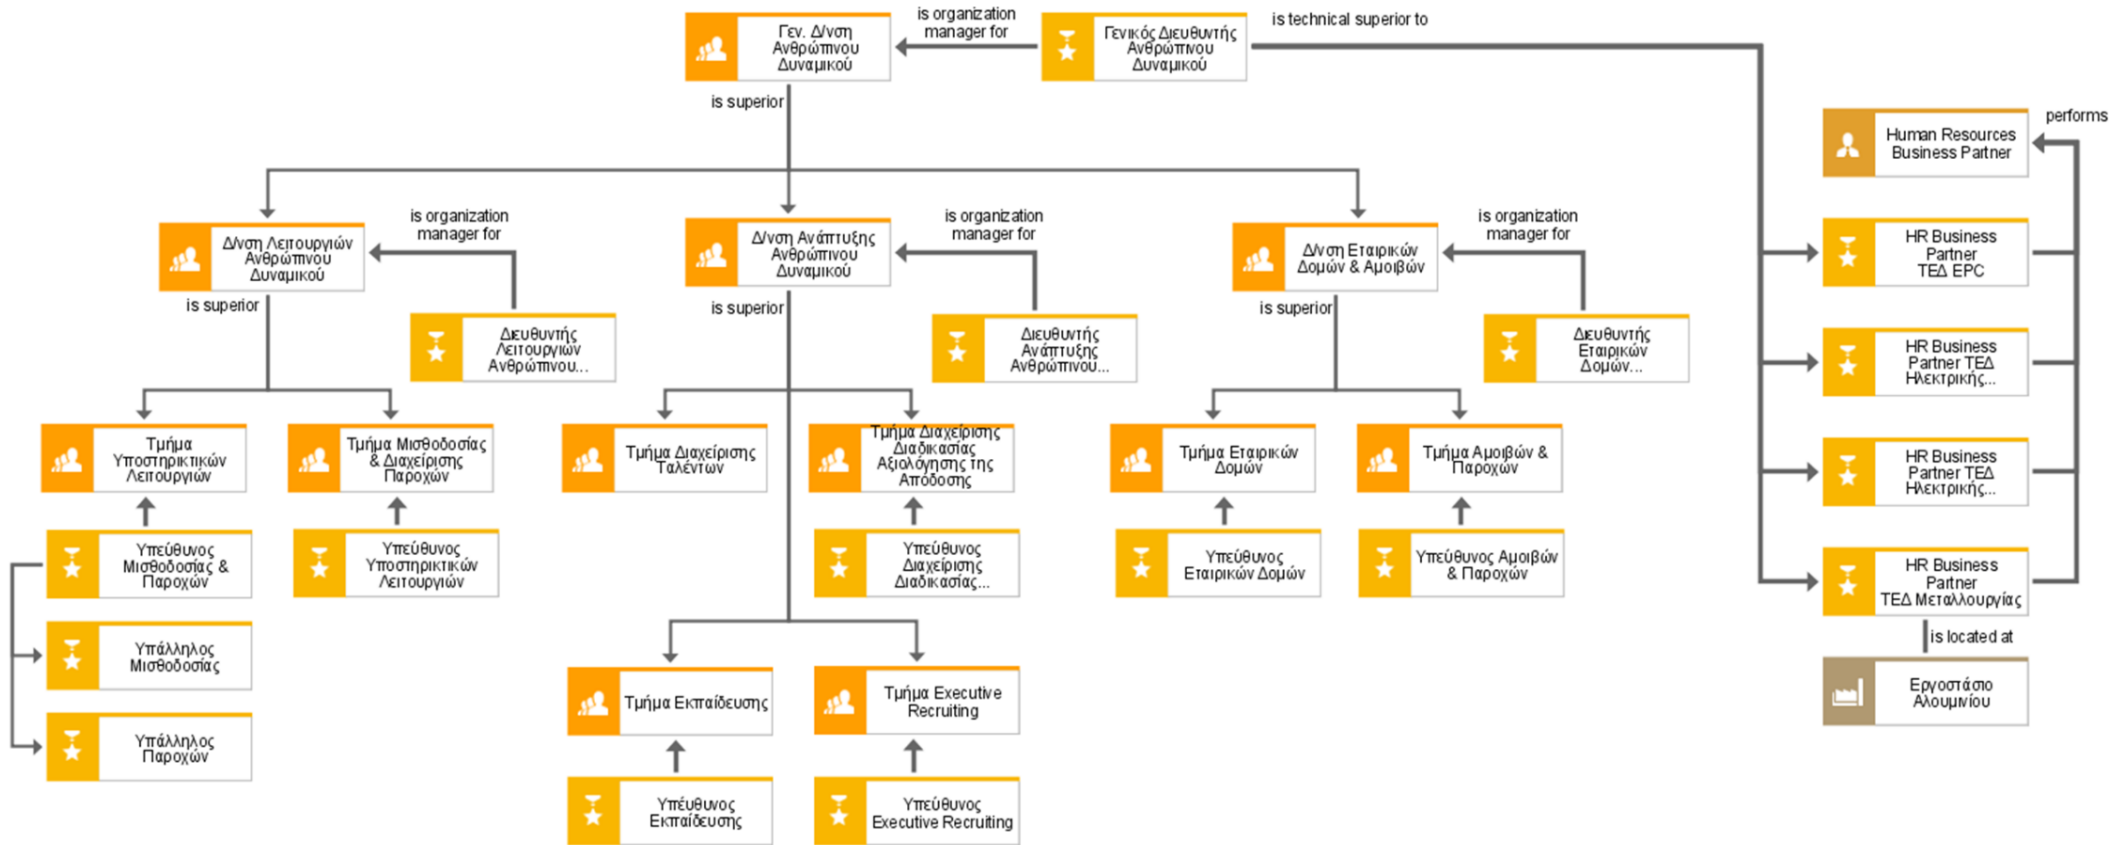 Γεν. Δ/νση
Ανθρώπινου
Δυναμικού
is organization
manager for
Γενικός Διευθυντής
Ανθρώπινου
Δυναμικού
is technical superior to
is superior
performs
Human Resources
Business Partner
Δ/νση Λειτουργιών
Ανθρώπινου
Δυναμικού
is organization
manager for
Δ/νση Ανάπτυξης
Ανθρώπινου
Δυναμικού
is organization
manager for
Δ/νση Εταιρικών
Δομών & Αμοιβών
is organization
manager for
HR Business
Partner
ΤΕΔ EPC
is superior
is superior
is superior
Διευθυντής
Λειτουργιών
Ανθρώπινου...
Διευθυντής
Ανάπτυξης
Ανθρώπινου...
Διευθυντής
Εταιρικών
Δομών...
HR Business
Partner ΤΕΔ
Ηλεκτρικής...
Τμήμα
Υποστηρικτικών
Λειτουργιών
Τμήμα Μισθοδοσίας
& Διαχείρισης
Παροχών
Τμήμα Διαχείρισης
Ταλέντων
Τμήμα Διαχείρισης
Διαδικασίας
Αξιολόγησης της
Απόδοσης
Τμήμα Εταιρικών
Δομών
Τμήμα Αμοιβών &
Παροχών
HR Business
Partner ΤΕΔ
Ηλεκτρικής...
Υπεύθυνος
Μισθοδοσίας &
Παροχών
Υπεύθυνος
Υποστηρικτικών
Λειτουργιών
Υπεύθυνος
Διαχείρισης
Διαδικασίας...
Υπεύθυνος
Εταιρικών Δομών
Υπεύθυνος Αμοιβών
& Παροχών
HR Business
Partner
ΤΕΔ Μεταλλουργίας
is located at
Υπάλληλος
Μισθοδοσίας
Τμήμα Εκπαίδευσης
Τμήμα Executive
Recruiting
Εργοστάσιο
Αλουμινίου
Υπάλληλος
Παροχών
Υπέυθυνος
Εκπαίδευσης
Υπεύθυνος
Executive Recruiting